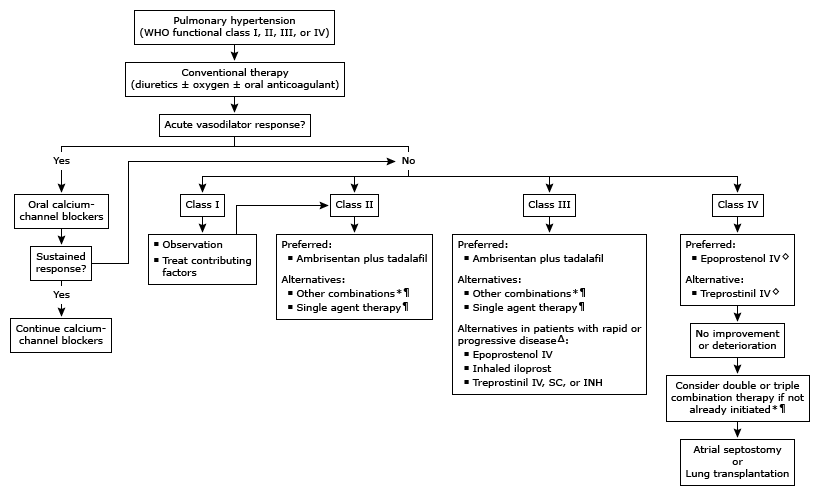 Pulmonary hypertension
(WHO functional class I, II, III, or IV)
Conventional therapy
(diuretics ± oxygen ± oral anticoagulant)
Acute vasodilator response?
Yes
No
Oral calcium-
channel blockers
Sustained
response?
Yes
Continue calcium-
channel blockers
Class I
▪ Observation
▪ Treat contributing
factors
Class II
Preferred:
▪ Ambrisentan plus tadalafil
Alternatives:
▪ Other combinations*¶
▪ Single agent therapy¶
Class III
Preferred:
▪ Ambrisentan plus tadalafil
Alternatives:
▪ Other combinations*¶
▪ Single agent therapy¶
Alternatives in patients with rapid or
progressive diseaseΔ:
▪ Epoprostenol IV
▪ Inhaled iloprost
▪ Treprostinil IV, SC, or INH
Class IV
Preferred:
▪ Epoprostenol IV◇
Alternative:
▪ Treprostinil IV◇
No improvement
or deterioration
Consider double or triple
combination therapy if not
already initiated*¶
Atrial septostomy
or
Lung transplantation